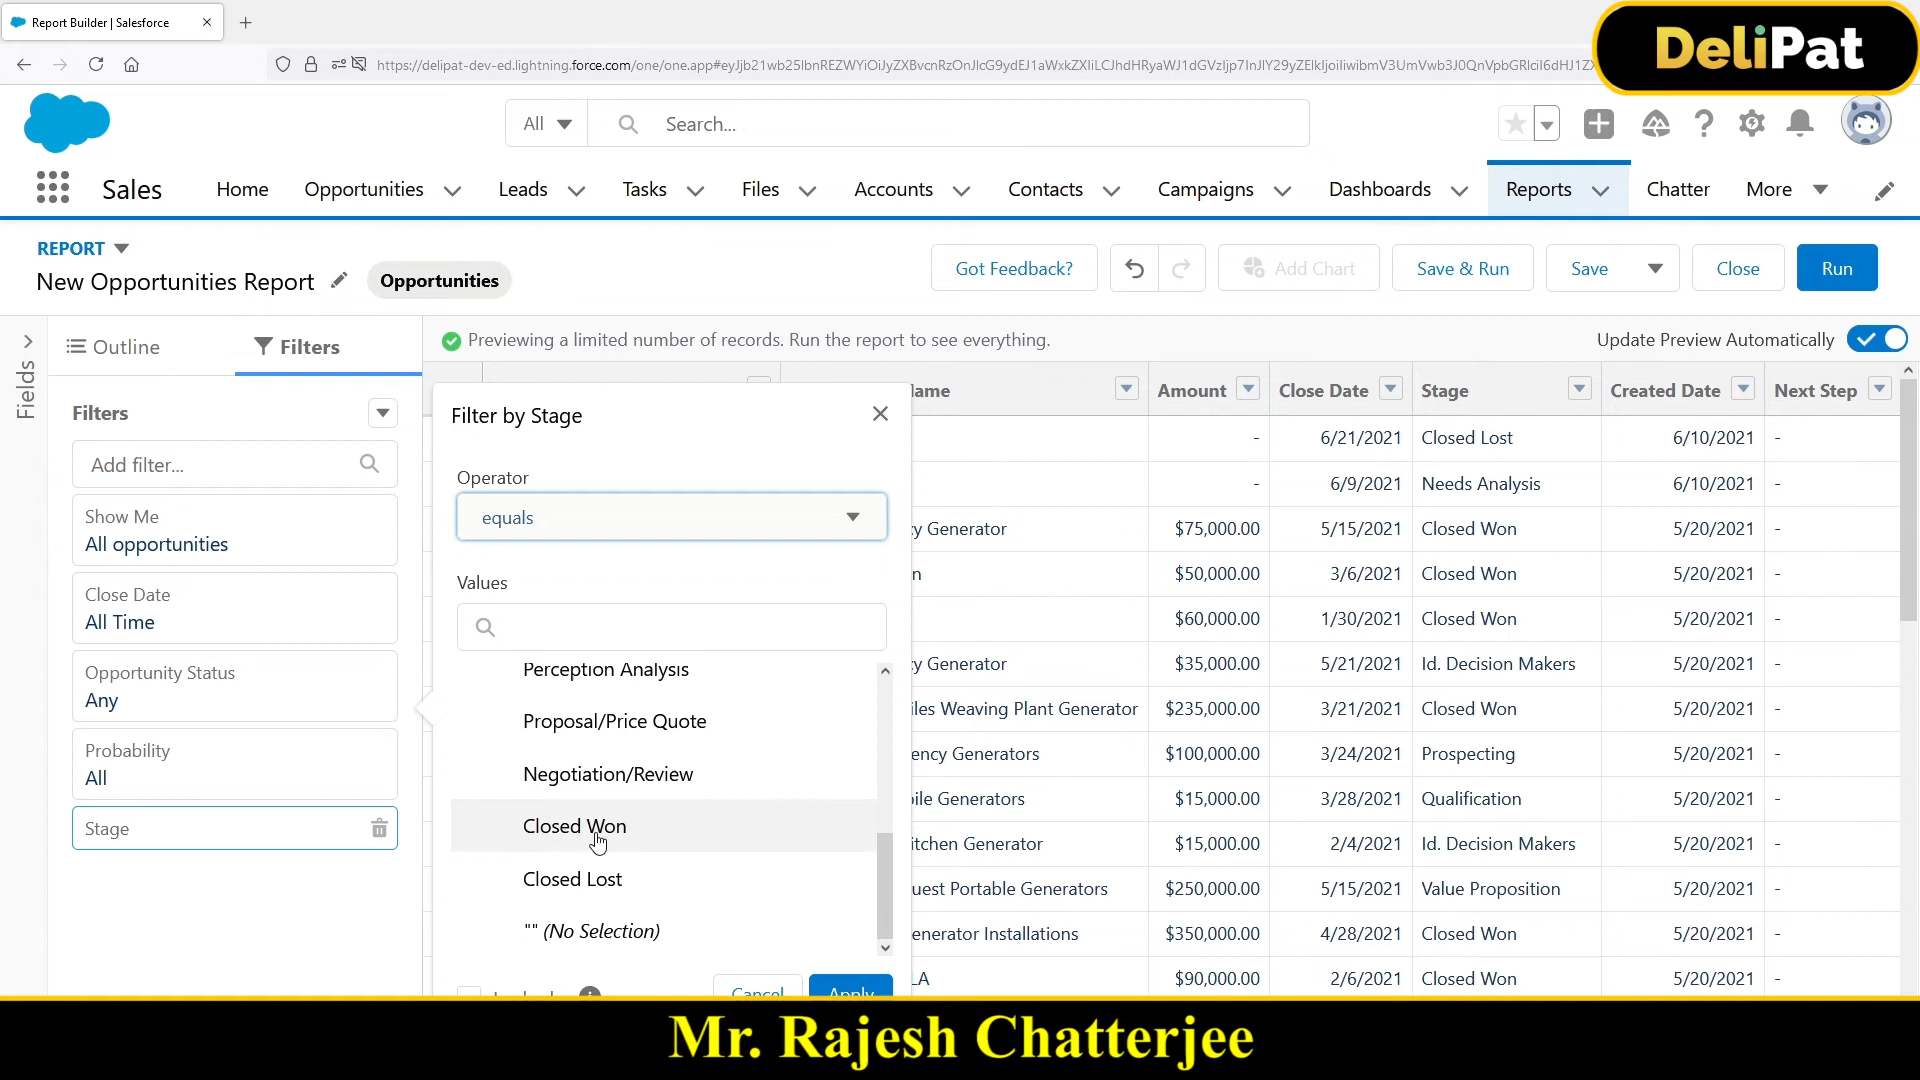 Report Builder | Salesforce
DeliPat
All
Search...
Sales
Home
Opportunities
Leads
Tasks
Files
Accounts
Contacts
Campaigns
Dashboards
Reports
Chatter
More
REPORT
New Opportunities Report
Opportunities
Got Feedback?
Add Chart
Save & Run
Save
Close
Run
Fields
Outline
Filters
Previewing a limited number of records. Run the report to see everything.
Update Preview Automatically
Filters
Add filter...
Show Me
All opportunities
Close Date
All Time
Opportunity Status
Any
Probability
All
Stage
Filter by Stage
Operator
equals
Values
Perception Analysis
Proposal/Price Quote
Negotiation/Review
Closed Won
Closed Lost
"" (No Selection)
Cancel
Apply
Amount Close Date Stage Created Date Next Step
- 6/21/2021 Closed Lost 6/10/2021 -
- 6/9/2021 Needs Analysis 6/10/2021 -
y Generator $75,000.00 5/15/2021 Closed Won 5/20/2021 -
n $50,000.00 3/6/2021 Closed Won 5/20/2021 -
$60,000.00 1/30/2021 Closed Won 5/20/2021 -
y Generator $35,000.00 5/21/2021 Id. Decision Makers 5/20/2021 -
iles Weaving Plant Generator $235,000.00 3/21/2021 Closed Won 5/20/2021 -
ency Generators $100,000.00 3/24/2021 Prospecting 5/20/2021 -
ile Generators $15,000.00 3/28/2021 Qualification 5/20/2021 -
itchen Generator $15,000.00 2/4/2021 Id. Decision Makers 5/20/2021 -
uest Portable Generators $250,000.00 5/15/2021 Value Proposition 5/20/2021 -
enerator Installations $350,000.00 4/28/2021 Closed Won 5/20/2021 -
LA $90,000.00 2/6/2021 Closed Won 5/20/2021 -
Mr. Rajesh Chatterjee